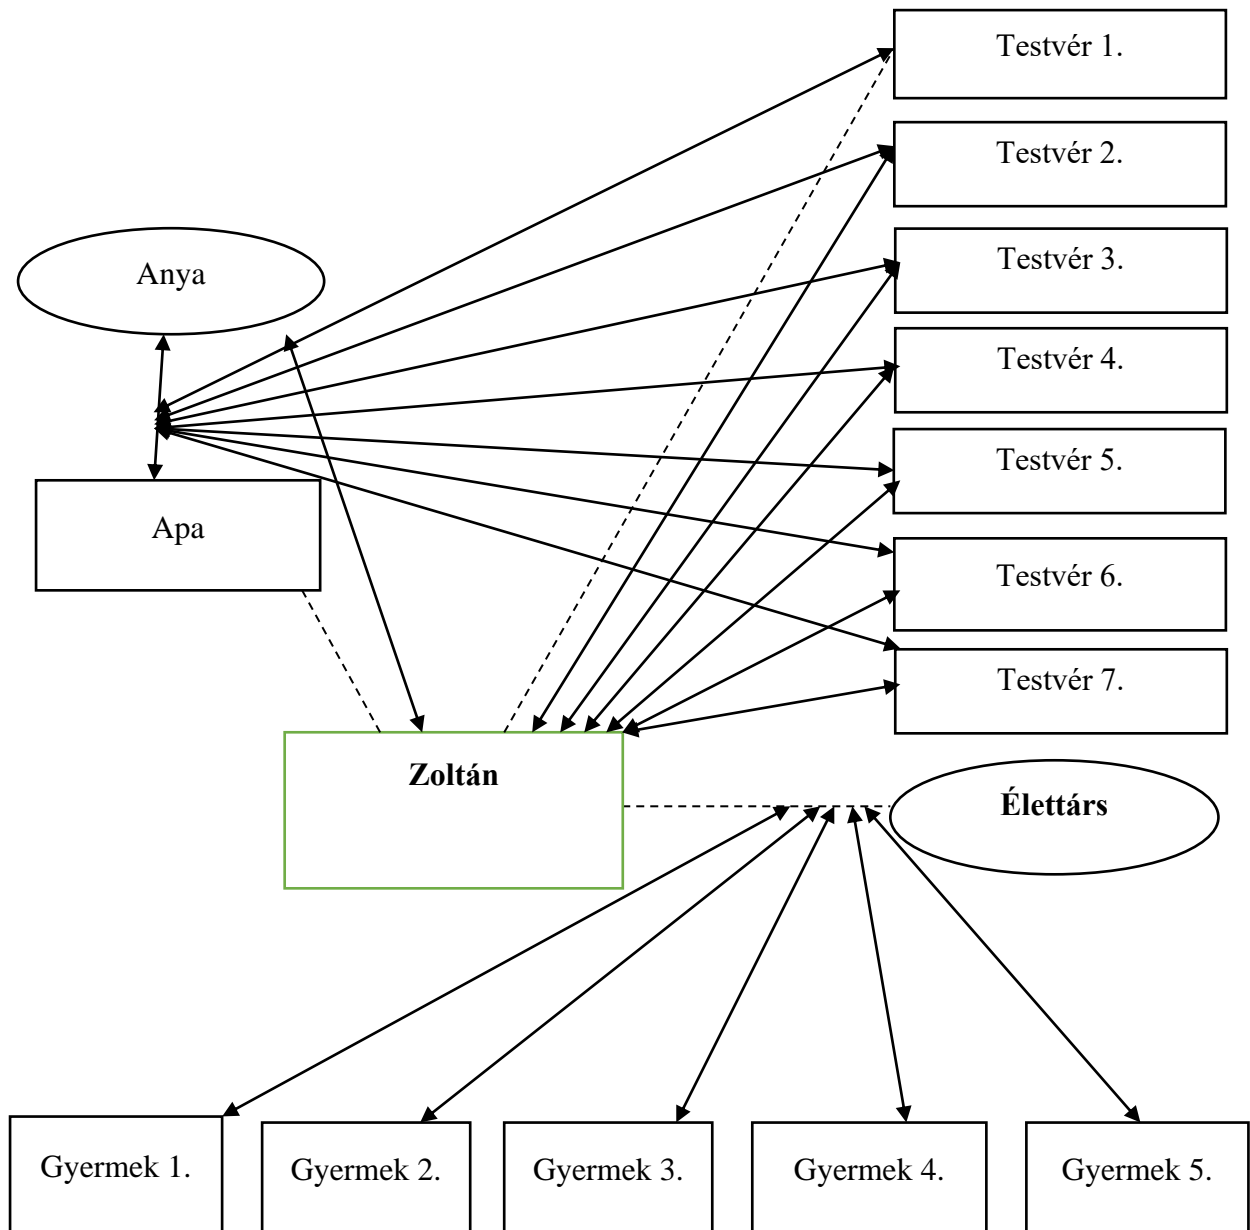 Testvér 1.
Testvér 2.
Testvér 3.
Testvér 4.
Testvér 5.
Testvér 6.
Testvér 7.
Anya
Apa
Zoltán
Élettárs
Gyermek 1.
Gyermek 2.
Gyermek 3.
Gyermek 4.
Gyermek 5.